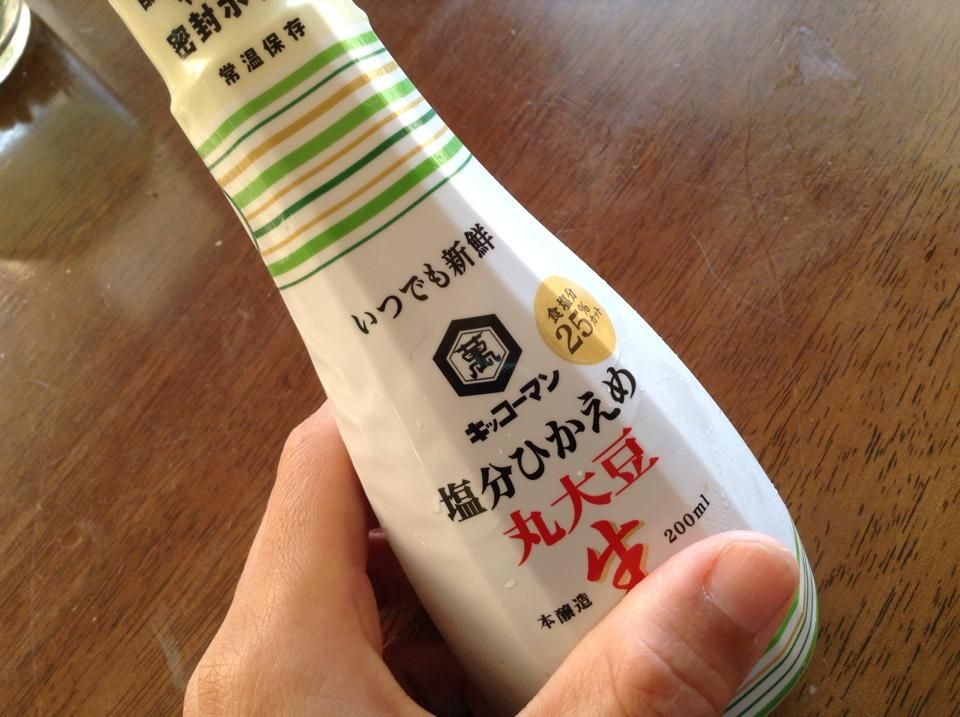 密封ボ
常温保存
いつでも新鮮
食塩分
25%
カット
萬
キッコーマン
塩分ひかえめ
丸大豆
生
200ml
本醸造